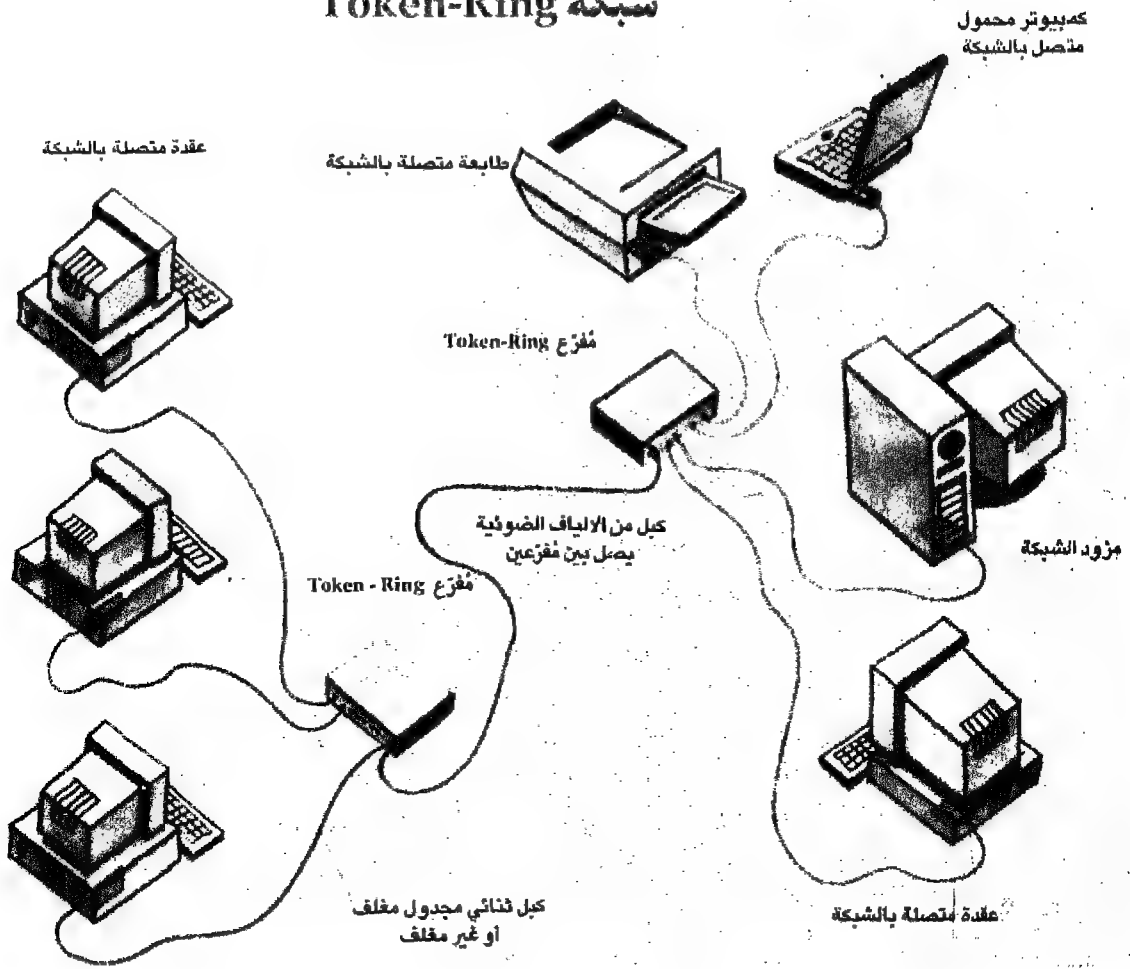 شبكة Token-Ring
كمبيوتر محمول
متصل بالشبكة
عقدة متصلة بالشبكة
طابعة متصلة بالشبكة
مُفرّع Token-Ring
كبل من الالياف الضوئية
يصل بين مُفرّعين
مزود الشبكة
مُفرّع Token - Ring
كبل ثنائي مجدول مغلف
أو غير مغلف
عقدة متصلة بالشبكة